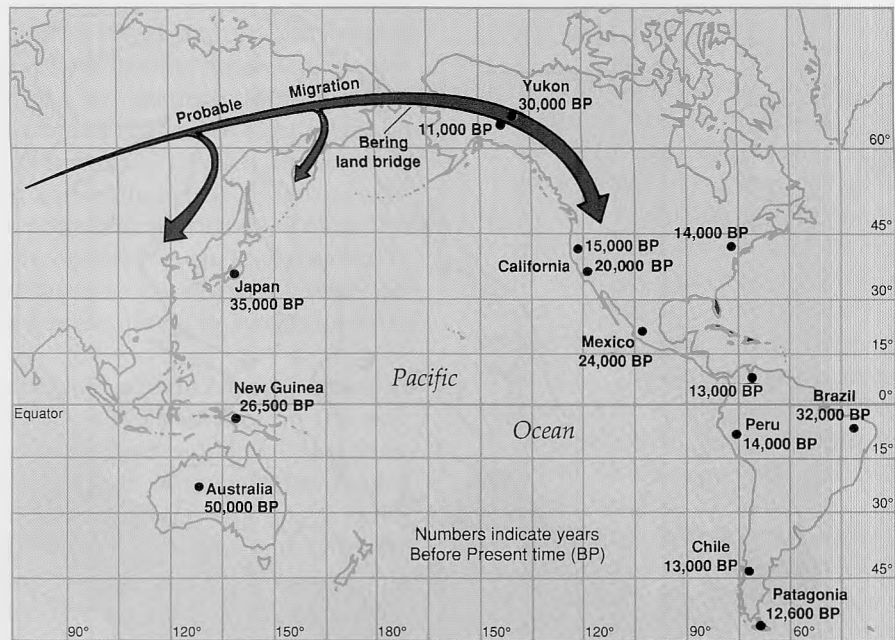 Yukon
30,000 BP
Migration
Probable
11,000 BP
Bering
land bridge
60°
45°
15,000 BP
14,000 BP
California
20,000 BP
Japan
35,000 BP
30°
Mexico
24,000 BP
15°
Pacific
13,000 BP
New Guinea
26,500 BP
Brazil
32,000 BP
Equator
0°
Ocean
Peru
14,000 BP
15°
Australia
50,000 BP
30°
Numbers indicate years
Before Present time (BP)
Chile
13,000 BP
45°
Patagonia
12,600 BP
90°
120°
150°
180°
150°
120°
90°
60°